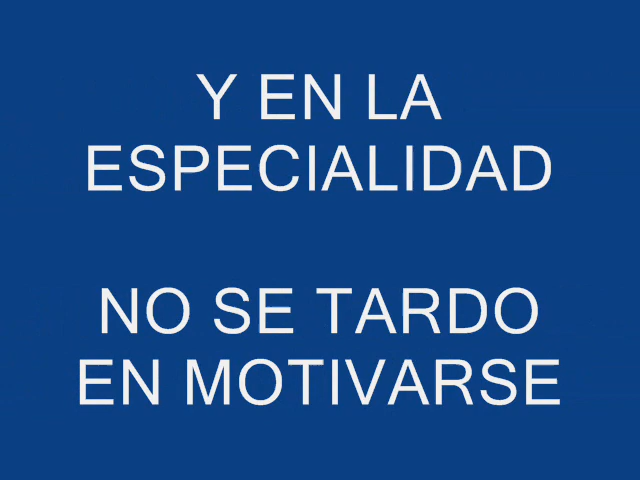 Y EN LA
ESPECIALIDAD
NO SE TARDO
EN MOTIVARSE